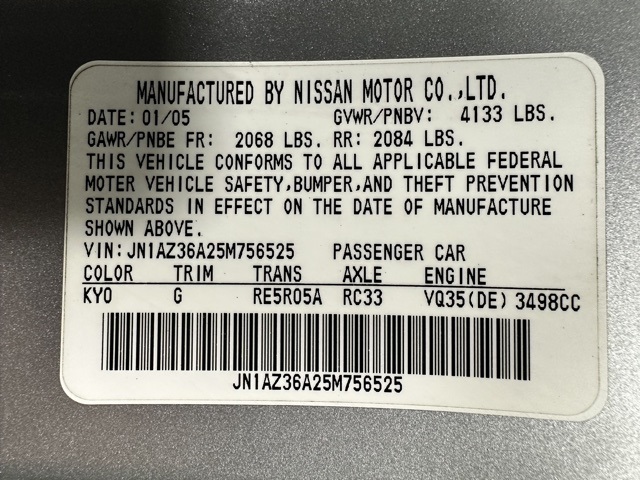 MANUFACTURED BY NISSAN MOTOR CO.,LTD.
DATE: 01/05 GVWR/PNBV: 4133 LBS.
GAWR/PNBE FR: 2068 LBS. RR: 2084 LBS.
THIS VEHICLE CONFORMS TO ALL APPLICABLE FEDERAL
MOTER VEHICLE SAFETY,BUMPER,AND THEFT PREVENTION
STANDARDS IN EFFECT ON THE DATE OF MANUFACTURE
SHOWN ABOVE.
VIN: JN1AZ36A25M756525 PASSENGER CAR
COLOR TRIM TRANS AXLE ENGINE
KYO G RE5R05A RC33 VQ35(DE) 3498CC
JN1AZ36A25M756525